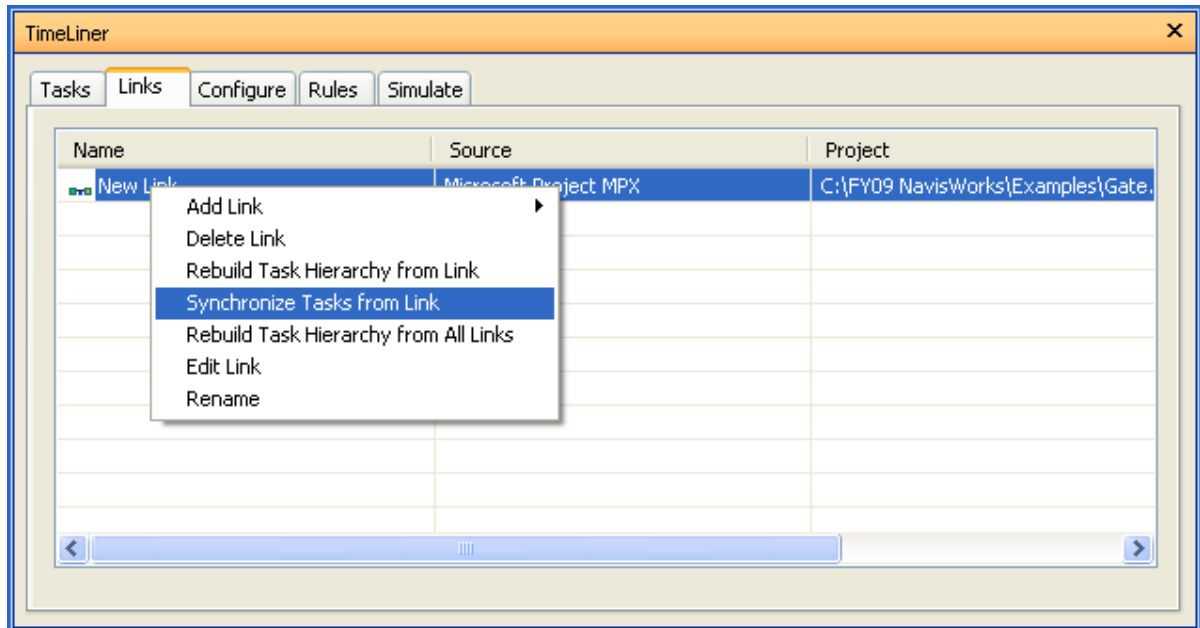 TimeLiner
Tasks Links Configure Rules Simulate
Name Source Project
New Link Microsoft Project MPX C:\FY09 NavisWorks\Examples\Gate.
Add Link
Delete Link
Rebuild Task Hierarchy from Link
Synchronize Tasks from Link
Rebuild Task Hierarchy from All Links
Edit Link
Rename